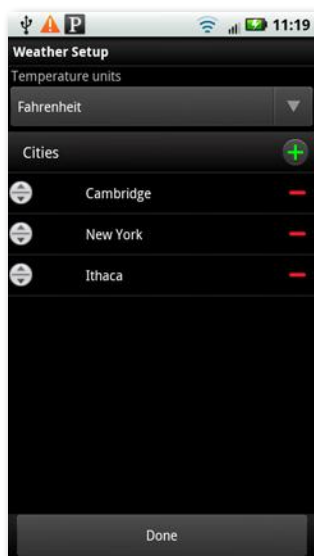 P 11:19
Weather Setup
Temperature units
Fahrenheit
Cities
Cambridge
New York
Ithaca
Done